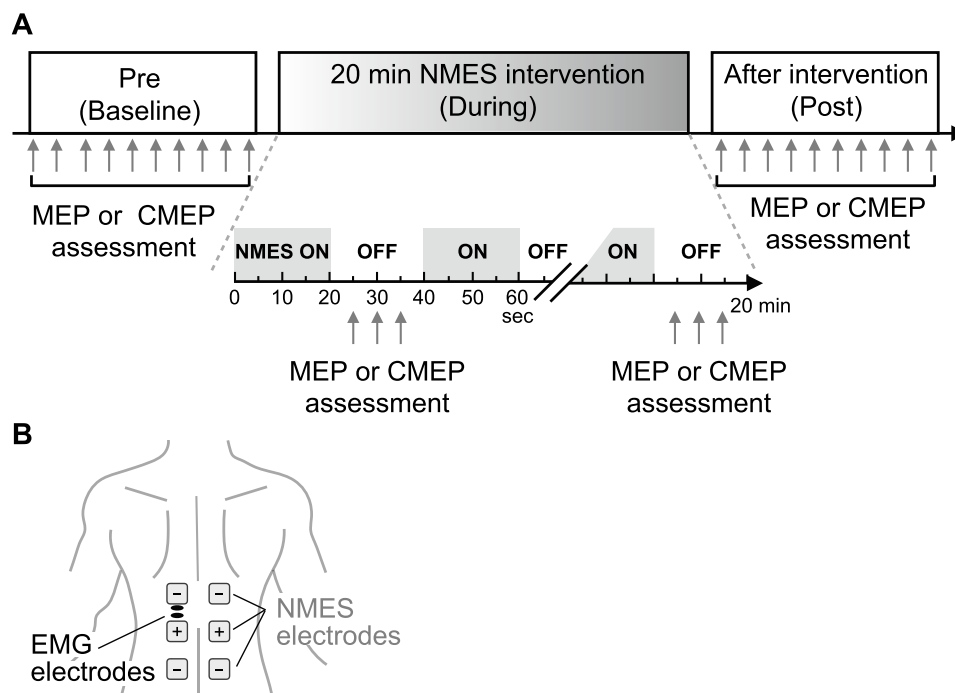 A
Pre
(Baseline)
20 min NMES intervention
(During)
After intervention
(Post)
MEP or CMEP
assessment
MEP or CMEP
assessment
NMES ON OFF ON OFF ON OFF
0 10 20 30 40 50 60
sec
20 min
MEP or CMEP
assessment
MEP or CMEP
assessment
B
- -
+ +
- -
NMES
electrodes
EMG
electrodes